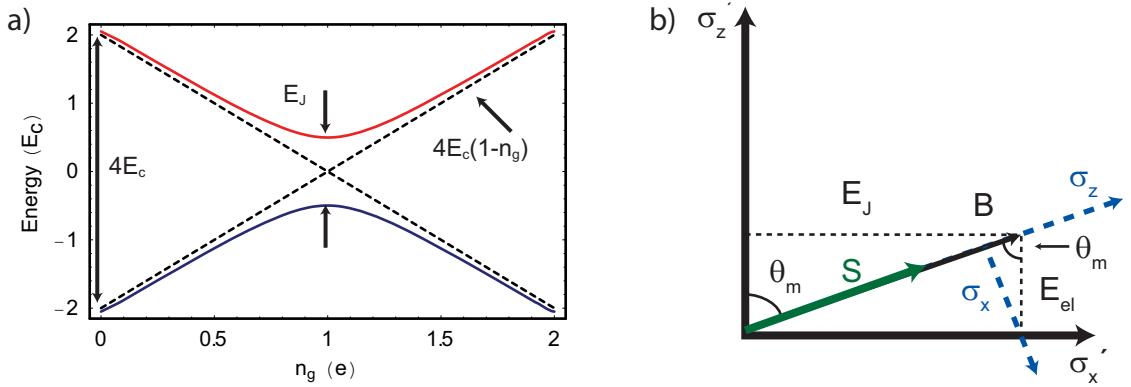 a)
Energy (E_C)
2
1
0
−1
−2
0
0.5
1
1.5
2
n_g (e)
4E_c
E_J
4E_c(1-n_g)
b)
σ_z′
σ_x′
E_J
B
σ_z
θ_m
S
θ_m
σ_x
E_el